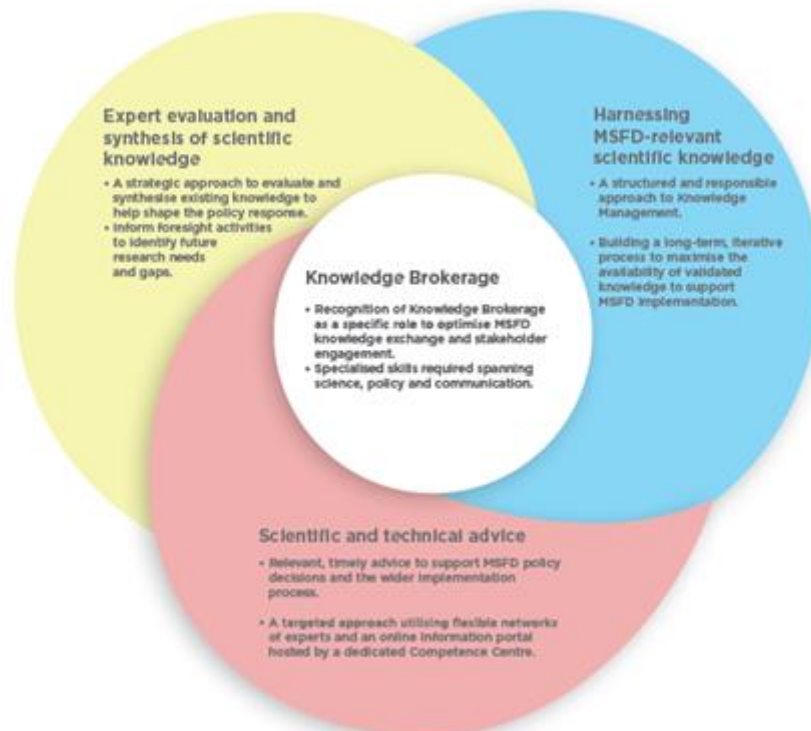 Expert evaluation and
synthesis of scientific
knowledge
• A strategic approach to evaluate and
synthesise existing knowledge to
help shape the policy response.
• Inform foresight activities
to identify future
research needs
and gaps.
Harnessing
MSFD-relevant
scientific knowledge
• A structured and responsible
approach to Knowledge
Management.
• Building a long-term, iterative
process to maximise the
availability of validated
knowledge to support
MSFD implementation.
Knowledge Brokerage
• Recognition of Knowledge Brokerage
as a specific role to optimise MSFD
knowledge exchange and stakeholder
engagement.
• Specialised skills required spanning
science, policy and communication.
Scientific and technical advice
• Relevant, timely advice to support MSFD policy
decisions and the wider implementation
process.
• A targeted approach utilising flexible networks
of experts and an online information portal
hosted by a dedicated Competence Centre.